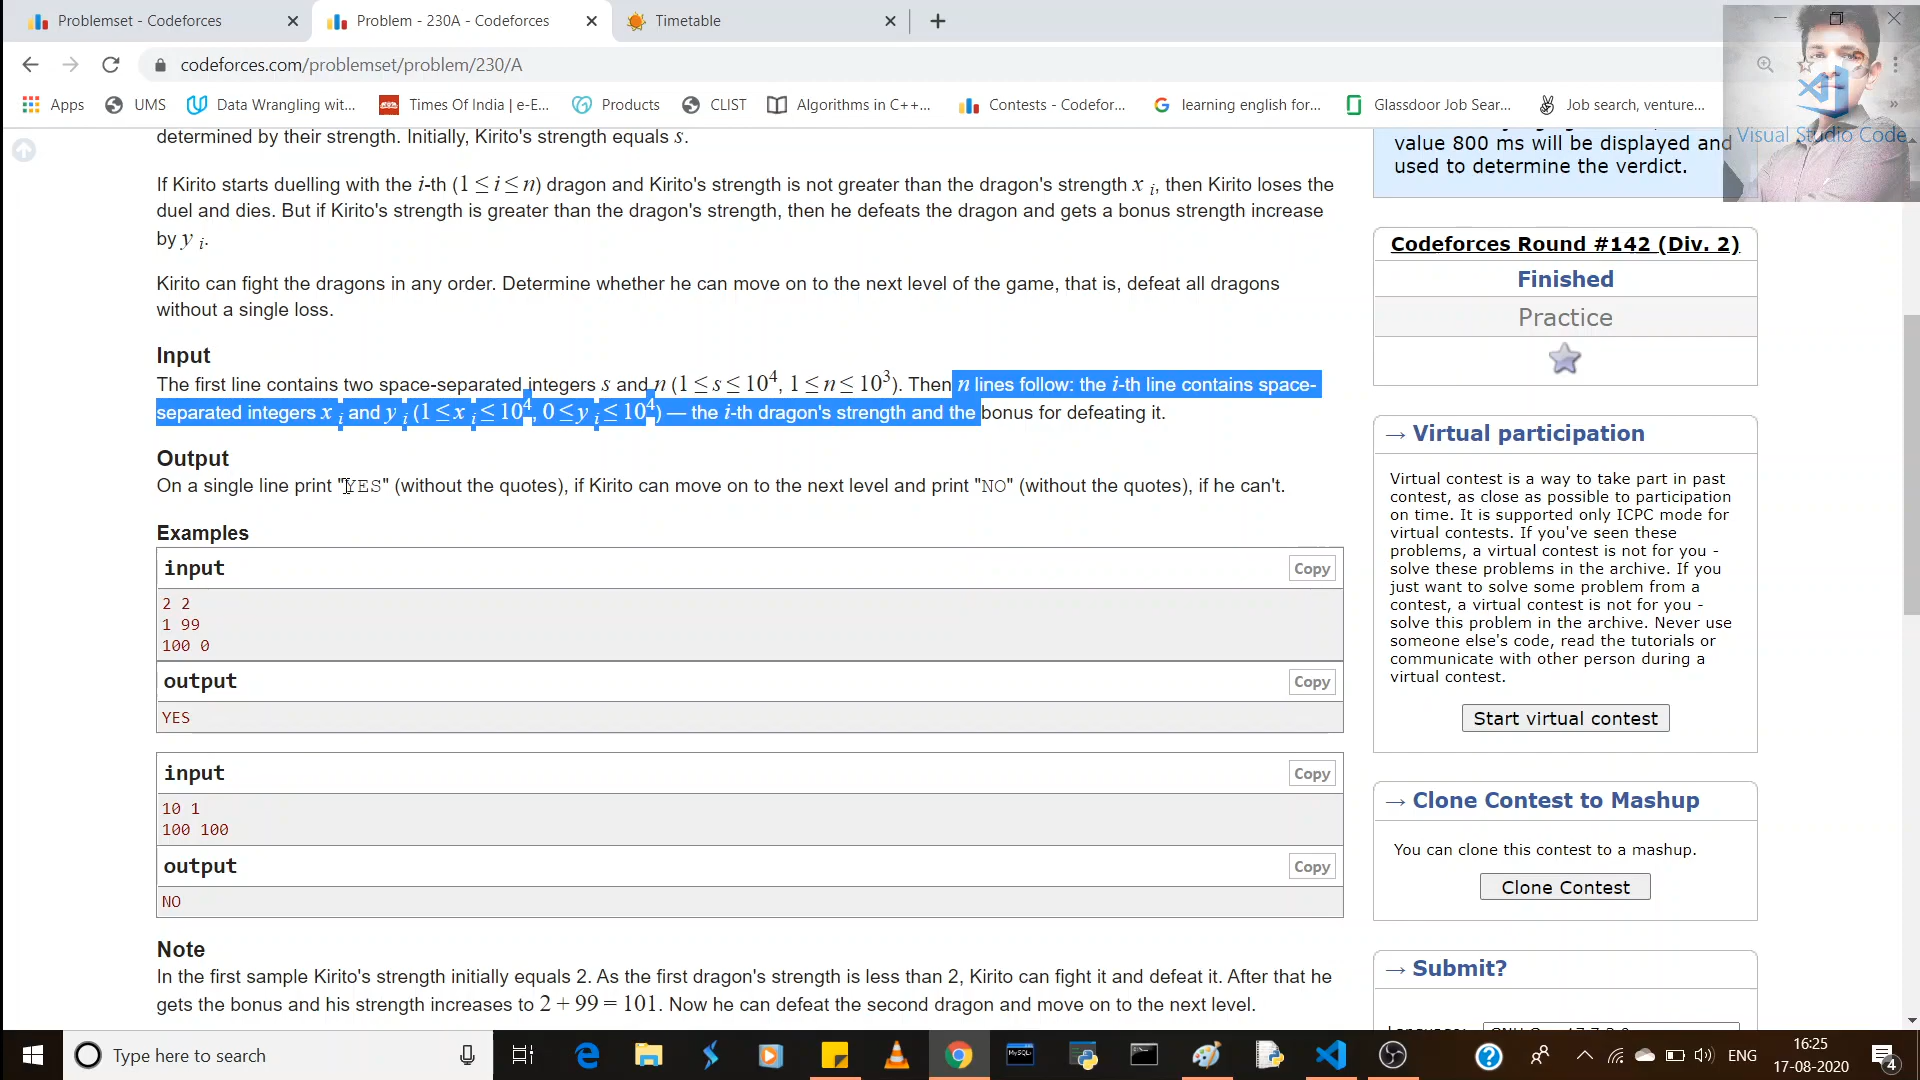 Problemset - Codeforces
Problem - 230A - Codeforces
Timetable
codeforces.com/problemset/problem/230/A
Apps
UMS
Data Wrangling wit...
Times Of India | e-E...
Products
CLIST
Algorithms in C++...
Contests - Codefor...
learning english for...
Glassdoor Job Sear...
Job search, venture...
Visual Studio Code
determined by their strength. Initially, Kirito's strength equals s.
If Kirito starts duelling with the i-th (1 ≤ i ≤ n) dragon and Kirito's strength is not greater than the dragon's strength x i, then Kirito loses the
duel and dies. But if Kirito's strength is greater than the dragon's strength, then he defeats the dragon and gets a bonus strength increase
by y i.
Kirito can fight the dragons in any order. Determine whether he can move on to the next level of the game, that is, defeat all dragons
without a single loss.
Input
The first line contains two space-separated integers s and n (1 ≤ s ≤ 10^4, 1 ≤ n ≤ 10^3). Then n lines follow: the i-th line contains space-
separated integers x i and y i (1 ≤ x i ≤ 10^4, 0 ≤ y i ≤ 10^4) — the i-th dragon's strength and the bonus for defeating it.
Output
On a single line print "YES" (without the quotes), if Kirito can move on to the next level and print "NO" (without the quotes), if he can't.
Examples
input
Copy
2 2
1 99
100 0
output
Copy
YES
input
Copy
10 1
100 100
output
Copy
NO
Note
In the first sample Kirito's strength initially equals 2. As the first dragon's strength is less than 2, Kirito can fight it and defeat it. After that he
gets the bonus and his strength increases to 2 + 99 = 101. Now he can defeat the second dragon and move on to the next level.
value 800 ms will be displayed and
used to determine the verdict.
Codeforces Round #142 (Div. 2)
Finished
Practice
→ Virtual participation
Virtual contest is a way to take part in past
contest, as close as possible to participation
on time. It is supported only ICPC mode for
virtual contests. If you've seen these
problems, a virtual contest is not for you -
solve these problems in the archive. If you
just want to solve some problem from a
contest, a virtual contest is not for you -
solve this problem in the archive. Never use
someone else's code, read the tutorials or
communicate with other person during a
virtual contest.
Start virtual contest
→ Clone Contest to Mashup
You can clone this contest to a mashup.
Clone Contest
→ Submit?
Type here to search
MySQL
ENG
16:25
17-08-2020
4